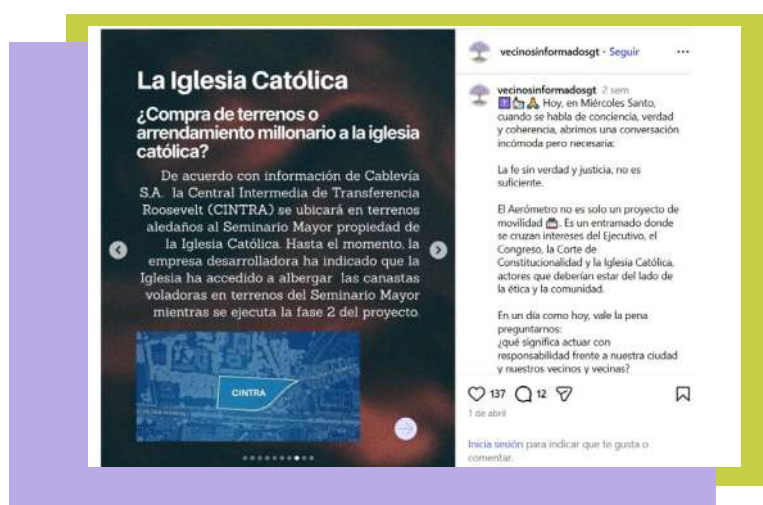 La Iglesia Católica
¿Compra de terrenos o
arrendamiento millonario a la iglesia
católica?
De acuerdo con información de Cablevía
S.A. la Central Intermedia de Transferencia
Roosevelt (CINTRA) se ubicará en terrenos
aledaños al Seminario Mayor propiedad de
la Iglesia Católica. Hasta el momento, la
empresa desarrolladora ha indicado que la
Iglesia ha accedido a albergar las canastas
voladoras en terrenos del Seminario Mayor
mientras se ejecuta la fase 2 del proyecto.
CINTRA
vecinosinformadosgt · Seguir
vecinosinformadosgt 2 sem
Hoy, en Miércoles Santo,
cuando se habla de conciencia, verdad
y coherencia, abrimos una conversación
incómoda pero necesaria:
La fe sin verdad y justicia, no es
suficiente.
El Aerómetro no es solo un proyecto de
movilidad. Es un entramado donde
se cruzan intereses del Ejecutivo, el
Congreso, la Corte de
Constitucionalidad y la Iglesia Católica,
actores que deberían estar del lado de
la ética y la comunidad.
En un día como hoy, vale la pena
preguntarnos:
¿qué significa actuar con
responsabilidad frente a nuestra ciudad
y nuestros vecinos y vecinas?
137 12
1 de abril
Inicia sesión para indicar que te gusta o
comentar.